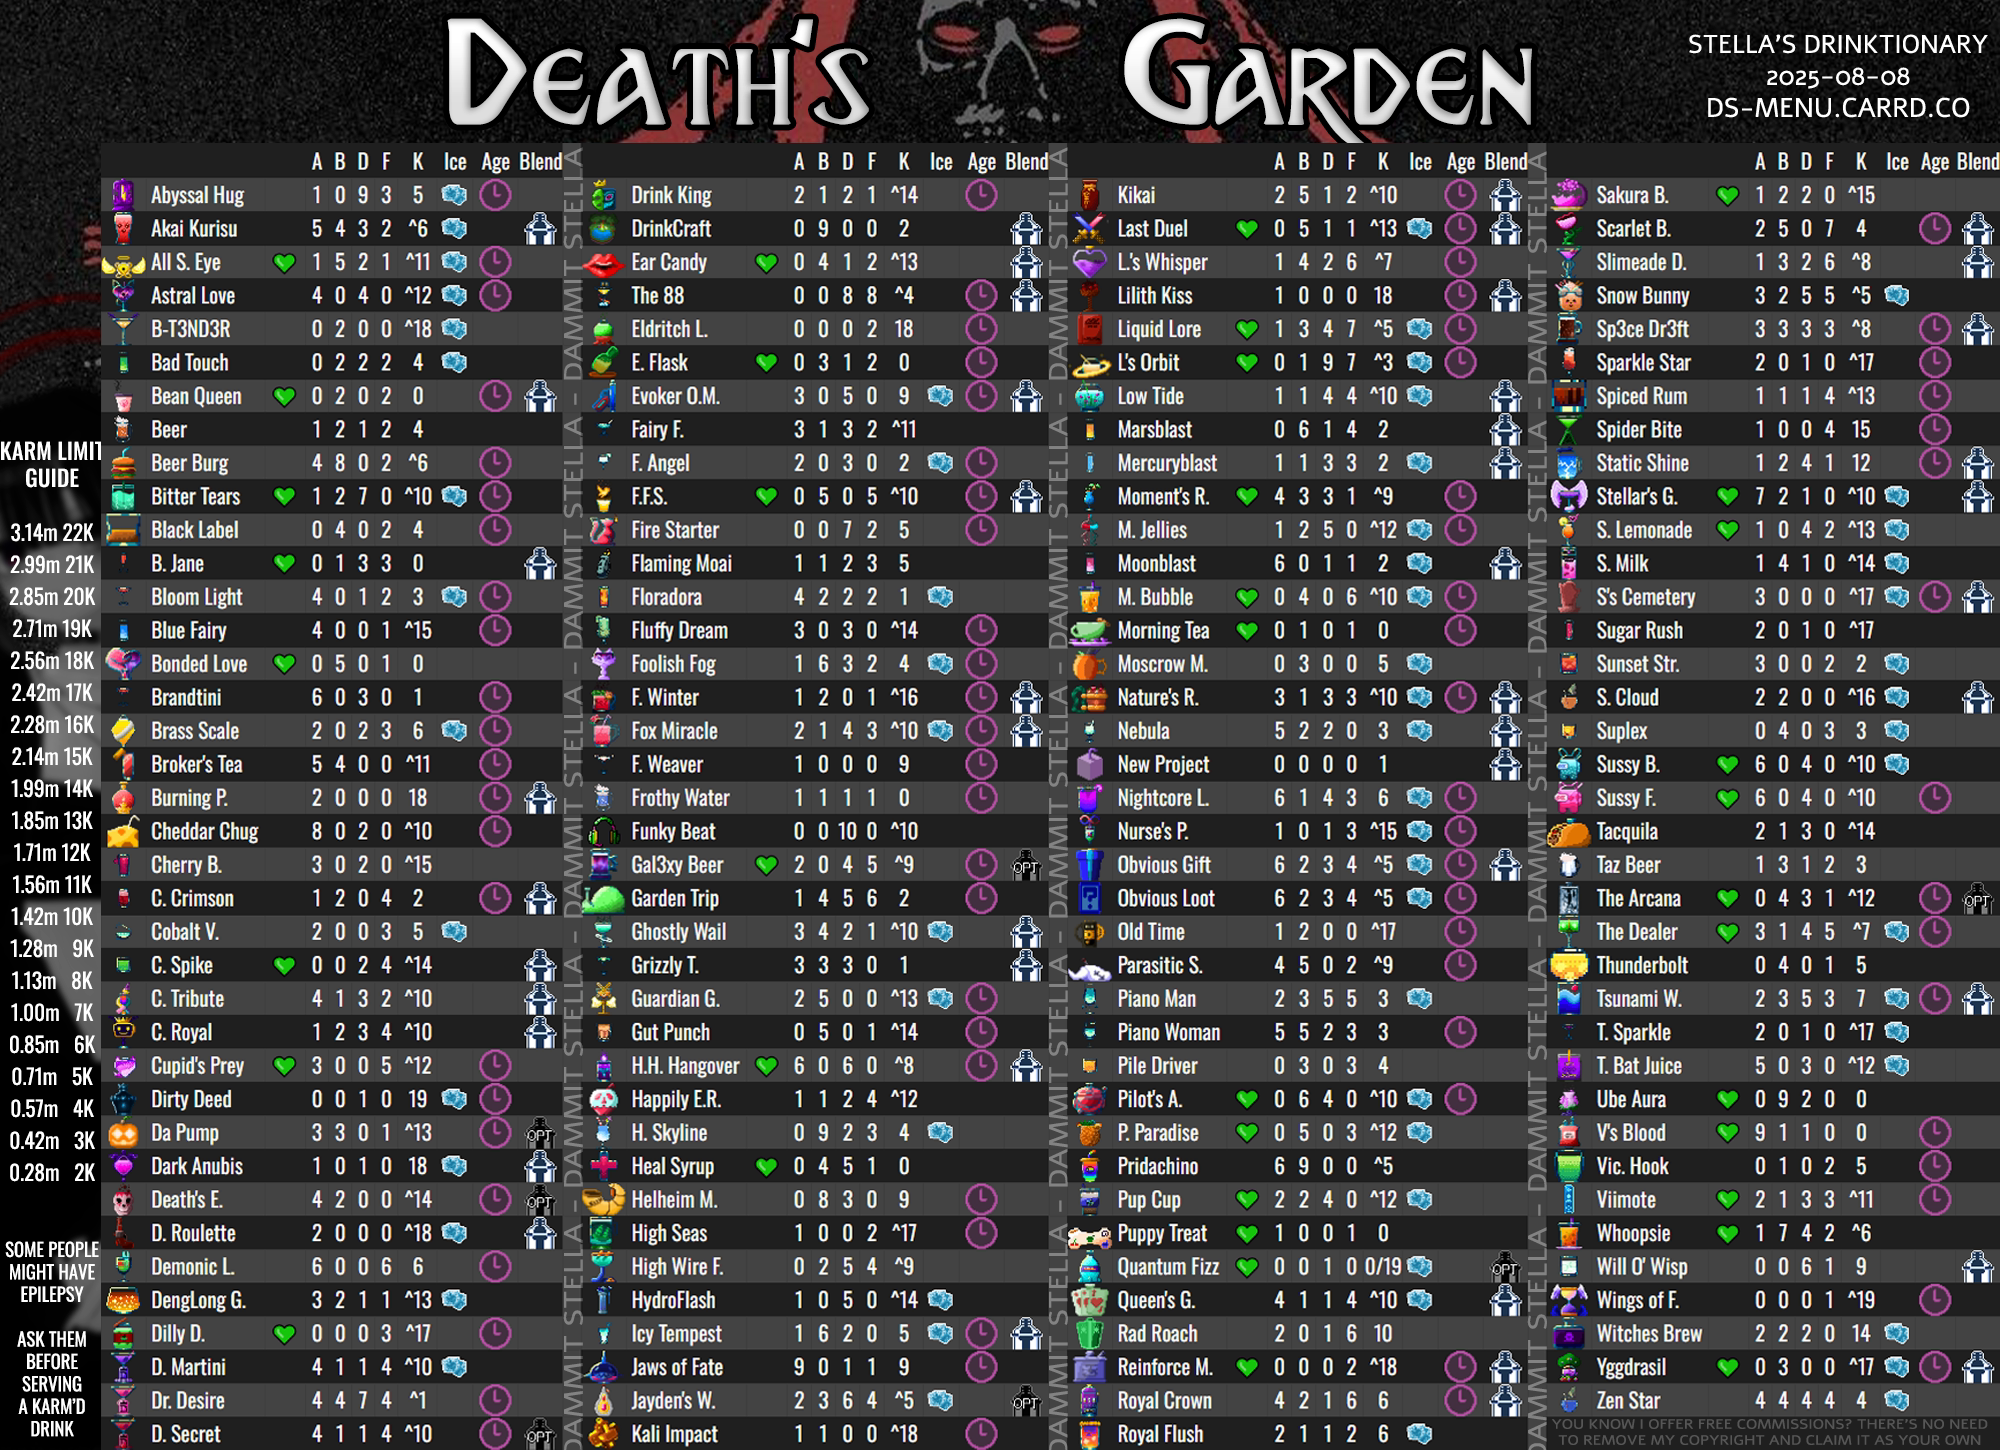 DEATH'S GARDEN
STELLA'S DRINKTIONARY
2025-08-08
DS-MENU.CARRD.CO
KARM LIMIT
GUIDE
3.14m 22K
2.99m 21K
2.85m 20K
2.71m 19K
2.56m 18K
2.42m 17K
2.28m 16K
2.14m 15K
1.99m 14K
1.85m 13K
1.71m 12K
1.56m 11K
1.42m 10K
1.28m 9K
1.13m 8K
1.00m 7K
0.85m 6K
0.71m 5K
0.57m 4K
0.42m 3K
0.28m 2K
SOME PEOPLE
MIGHT HAVE
EPILEPSY
ASK THEM
BEFORE
SERVING
A KARM'D
DRINK
A B D F K Ice Age Blend
Abyssal Hug 1 0 9 3 5
Akai Kurisu 5 4 3 2 ^6
All S. Eye 1 5 2 1 ^11
Astral Love 4 0 4 0 ^12
B-T3ND3R 0 2 0 0 ^18
Bad Touch 0 2 2 2 4
Bean Queen 0 2 0 2 0
Beer 1 2 1 2 4
Beer Burg 4 8 0 2 ^6
Bitter Tears 1 2 7 0 ^10
Black Label 0 4 0 2 4
B. Jane 0 1 3 3 0
Bloom Light 4 0 1 2 3
Blue Fairy 4 0 0 1 ^15
Bonded Love 0 5 0 1 0
Brandtini 6 0 3 0 1
Brass Scale 2 0 2 3 6
Broker's Tea 5 4 0 0 ^11
Burning P. 2 0 0 0 18
Cheddar Chug 8 0 2 0 ^10
Cherry B. 3 0 2 0 ^15
C. Crimson 1 2 0 4 2
Cobalt V. 2 0 0 3 5
C. Spike 0 0 2 4 ^14
C. Tribute 4 1 3 2 ^10
C. Royal 1 2 3 4 ^10
Cupid's Prey 3 0 0 5 ^12
Dirty Deed 0 0 1 0 19
Da Pump 3 3 0 1 ^13 OPT
Dark Anubis 1 0 1 0 18
Death's E. 4 2 0 0 ^14 OPT
D. Roulette 2 0 0 0 ^18
Demonic L. 6 0 0 6 6
DengLong G. 3 2 1 1 ^13
Dilly D. 0 0 0 3 ^17
D. Martini 4 1 1 4 ^10
Dr. Desire 4 4 7 4 ^1
D. Secret 4 1 1 4 ^10 OPT
DAMMIT STELLA - DAMMIT STELLA - DAMMIT STELLA - DAMMIT STELLA
A B D F K Ice Age Blend
Drink King 2 1 2 1 ^14
DrinkCraft 0 9 0 0 2
Ear Candy 0 4 1 2 ^13
The 88 0 0 8 8 ^4
Eldritch L. 0 0 0 2 18
E. Flask 0 3 1 2 0
Evoker O.M. 3 0 5 0 9
Fairy F. 3 1 3 2 ^11
F. Angel 2 0 3 0 2
F.F.S. 0 5 0 5 ^10
Fire Starter 0 0 7 2 5
Flaming Moai 1 1 2 3 5
Floradora 4 2 2 2 1
Fluffy Dream 3 0 3 0 ^14
Foolish Fog 1 6 3 2 4
F. Winter 1 2 0 1 ^16
Fox Miracle 2 1 4 3 ^10
F. Weaver 1 0 0 0 9
Frothy Water 1 1 1 1 0
Funky Beat 0 0 10 0 ^10
Gal3xy Beer 2 0 4 5 ^9 OPT
Garden Trip 1 4 5 6 2
Ghostly Wail 3 4 2 1 ^10
Grizzly T. 3 3 3 0 1
Guardian G. 2 5 0 0 ^13
Gut Punch 0 5 0 1 ^14
H.H. Hangover 6 0 6 0 ^8
Happily E.R. 1 1 2 4 ^12
H. Skyline 0 9 2 3 4
Heal Syrup 0 4 5 1 0
Helheim M. 0 8 3 0 9
High Seas 1 0 0 2 ^17
High Wire F. 0 2 5 4 ^9
HydroFlash 1 0 5 0 ^14
Icy Tempest 1 6 2 0 5
Jaws of Fate 9 0 1 1 9
Jayden's W. 2 3 6 4 ^5 OPT
Kali Impact 1 1 0 0 ^18
DAMMIT STELLA - DAMMIT STELLA - DAMMIT STELLA - DAMMIT STELLA
A B D F K Ice Age Blend
Kikai 2 5 1 2 ^10
Last Duel 0 5 1 1 ^13
L.'s Whisper 1 4 2 6 ^7
Lilith Kiss 1 0 0 0 18
Liquid Lore 1 3 4 7 ^5
L's Orbit 0 1 9 7 ^3
Low Tide 1 1 4 4 ^10
Marsblast 0 6 1 4 2
Mercuryblast 1 1 3 3 2
Moment's R. 4 3 3 1 ^9
M. Jellies 1 2 5 0 ^12
Moonblast 6 0 1 1 2
M. Bubble 0 4 0 6 ^10
Morning Tea 0 1 0 1 0
Moscrow M. 0 3 0 0 5
Nature's R. 3 1 3 3 ^10
Nebula 5 2 2 0 3
New Project 0 0 0 0 1
Nightcore L. 6 1 4 3 6
Nurse's P. 1 0 1 3 ^15
Obvious Gift 6 2 3 4 ^5
Obvious Loot 6 2 3 4 ^5
Old Time 1 2 0 0 ^17
Parasitic S. 4 5 0 2 ^9
Piano Man 2 3 5 5 3
Piano Woman 5 5 2 3 3
Pile Driver 0 3 0 3 4
Pilot's A. 0 6 4 0 ^10
P. Paradise 0 5 0 3 ^12
Pridachino 6 9 0 0 ^5
Pup Cup 2 2 4 0 ^12
Puppy Treat 1 0 0 1 0
Quantum Fizz 0 0 1 0 0/19 OPT
Queen's G. 4 1 1 4 ^10
Rad Roach 2 0 1 6 10
Reinforce M. 0 0 0 2 ^18
Royal Crown 4 2 1 6 6
Royal Flush 2 1 1 2 6
DAMMIT STELLA - DAMMIT STELLA - DAMMIT STELLA - DAMMIT STELLA
A B D F K Ice Age Blend
Sakura B. 1 2 2 0 ^15
Scarlet B. 2 5 0 7 4
Slimeade D. 1 3 2 6 ^8
Snow Bunny 3 2 5 5 ^5
Sp3ce Dr3ft 3 3 3 3 ^8
Sparkle Star 2 0 1 0 ^17
Spiced Rum 1 1 1 4 ^13
Spider Bite 1 0 0 4 15
Static Shine 1 2 4 1 12
Stellar's G. 7 2 1 0 ^10
S. Lemonade 1 0 4 2 ^13
S. Milk 1 4 1 0 ^14
S's Cemetery 3 0 0 0 ^17
Sugar Rush 2 0 1 0 ^17
Sunset Str. 3 0 0 2 2
S. Cloud 2 2 0 0 ^16
Suplex 0 4 0 3 3
Sussy B. 6 0 4 0 ^10
Sussy F. 6 0 4 0 ^10
Tacquila 2 1 3 0 ^14
Taz Beer 1 3 1 2 3
The Arcana 0 4 3 1 ^12 OPT
The Dealer 3 1 4 5 ^7
Thunderbolt 0 4 0 1 5
Tsunami W. 2 3 5 3 7
T. Sparkle 2 0 1 0 ^17
T. Bat Juice 5 0 3 0 ^12
Ube Aura 0 9 2 0 0
V's Blood 9 1 1 0 0
Vic. Hook 0 1 0 2 5
Viimote 2 1 3 3 ^11
Whoopsie 1 7 4 2 ^6
Will O' Wisp 0 0 6 1 9
Wings of F. 0 0 0 1 ^19
Witches Brew 2 2 2 0 14
Yggdrasil 0 3 0 0 ^17
Zen Star 4 4 4 4 4
YOU KNOW I OFFER FREE COMMISSIONS? THERE'S NO NEED
TO REMOVE MY COPYRIGHT AND CLAIM IT AS YOUR OWN